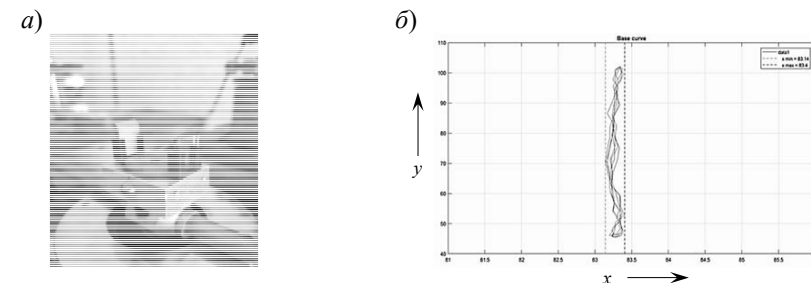 а) б)
Base curve
110
data1
x min = 83.14
x max = 83.4
100
90
80
70
60
50
40
y
81 81.5 82 82.5 83 83.5 84 84.5 85 85.5
x